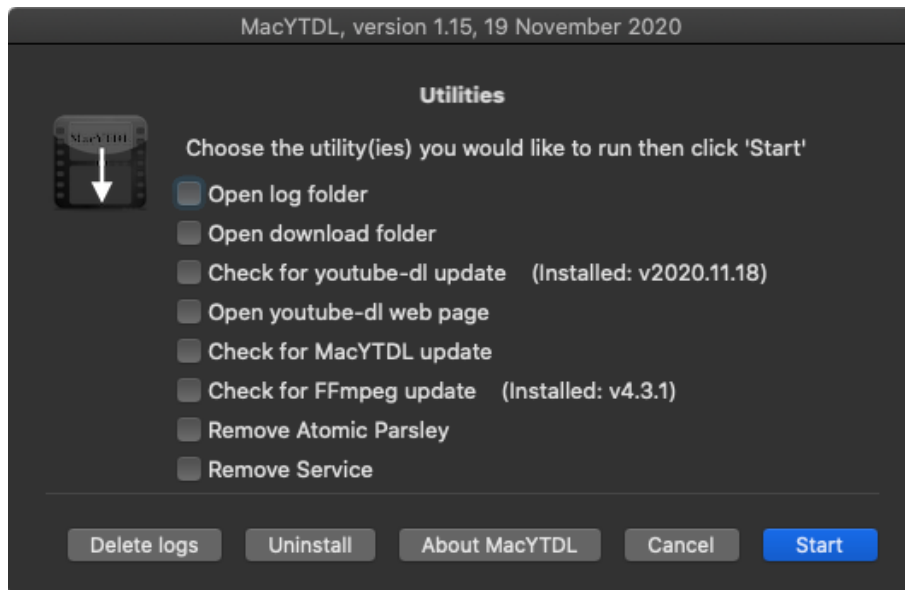 MacYTDL, version 1.15, 19 November 2020
Utilities
MacYTDL
Choose the utility(ies) you would like to run then click 'Start'
Open log folder
Open download folder
Check for youtube-dl update (Installed: v2020.11.18)
Open youtube-dl web page
Check for MacYTDL update
Check for FFmpeg update (Installed: v4.3.1)
Remove Atomic Parsley
Remove Service
Delete logs Uninstall About MacYTDL Cancel Start